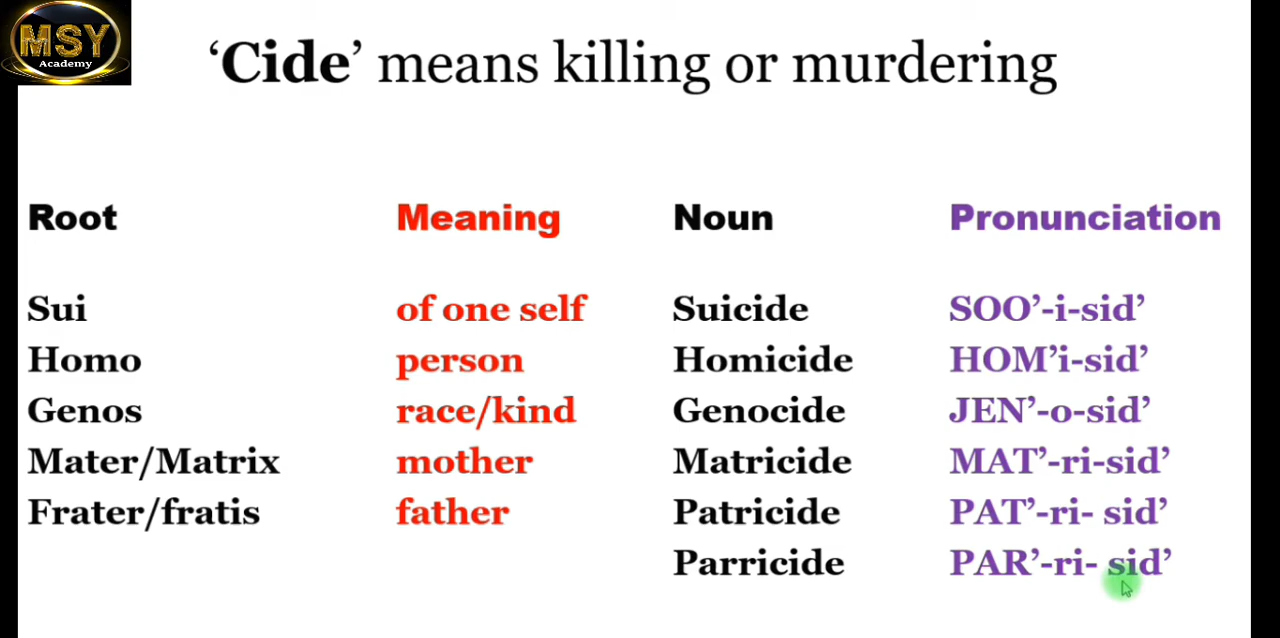 MSY
Academy
‘Cide’ means killing or murdering
Root Meaning Noun Pronunciation
Sui of one self Suicide SOO’-i-sid’
Homo person Homicide HOM’i-sid’
Genos race/kind Genocide JEN’-o-sid’
Mater/Matrix mother Matricide MAT’-ri-sid’
Frater/fratis father Patricide PAT’-ri- sid’
Parricide PAR’-ri- sid’